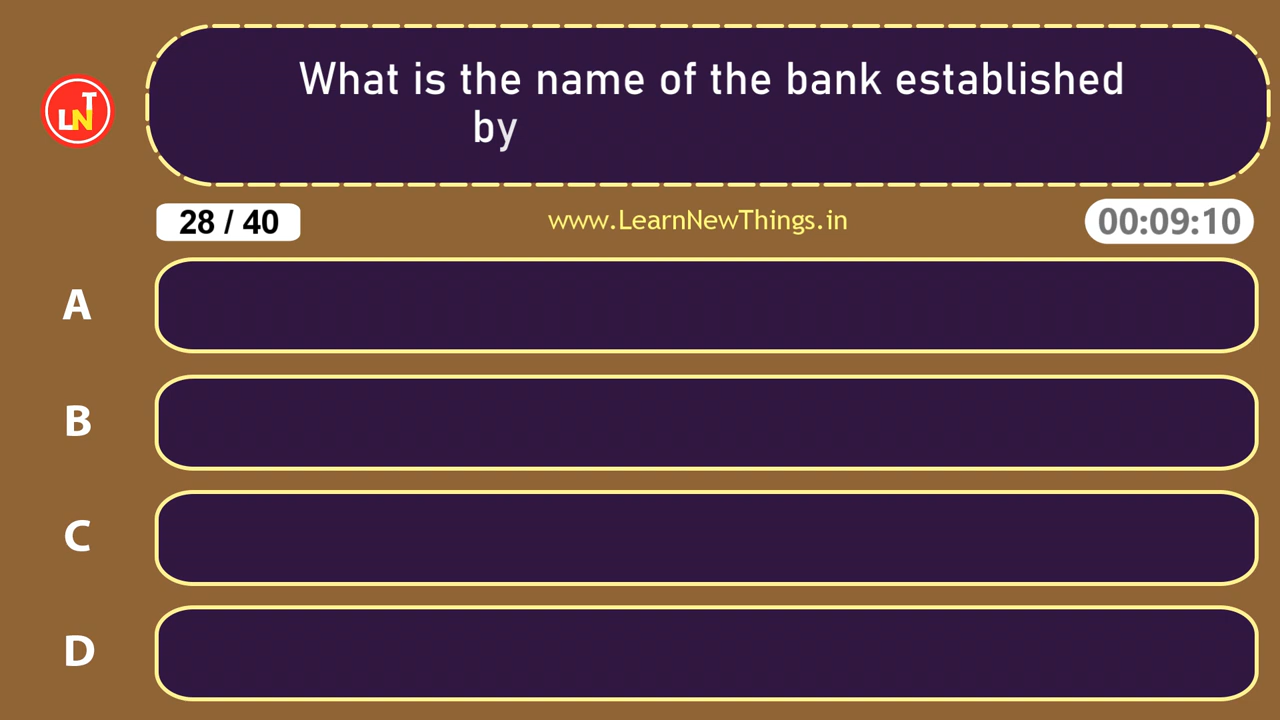 What is the name of the bank established
by
LNT
28 / 40
www.LearnNewThings.in
00:09:10
A
B
C
D